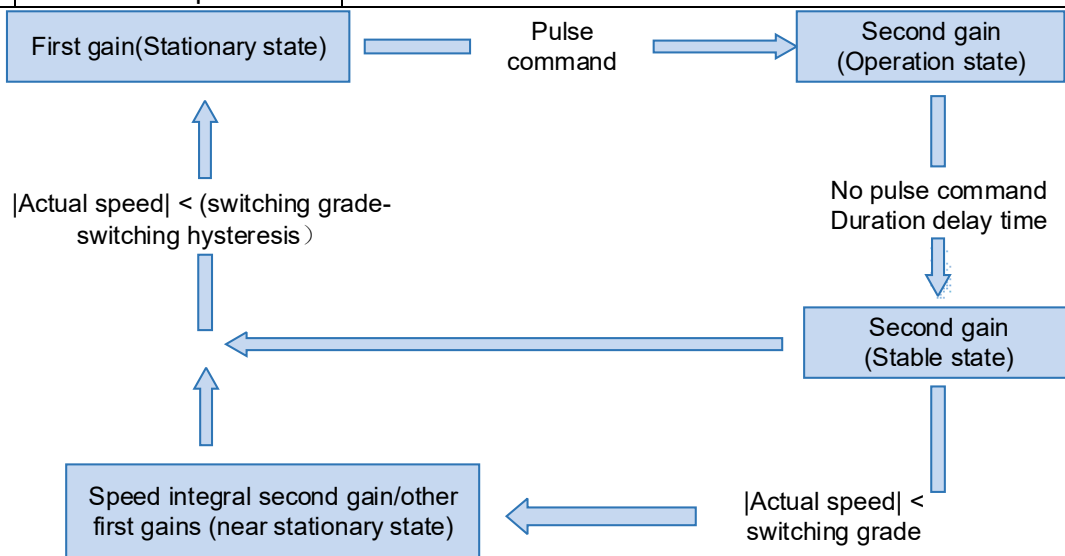 First gain(Stationary state)
Pulse
command
Second gain
(Operation state)
|Actual speed| < (switching grade-
switching hysteresis）
No pulse command
Duration delay time
Second gain
(Stable state)
Speed integral second gain/other
first gains (near stationary state)
|Actual speed| <
switching grade